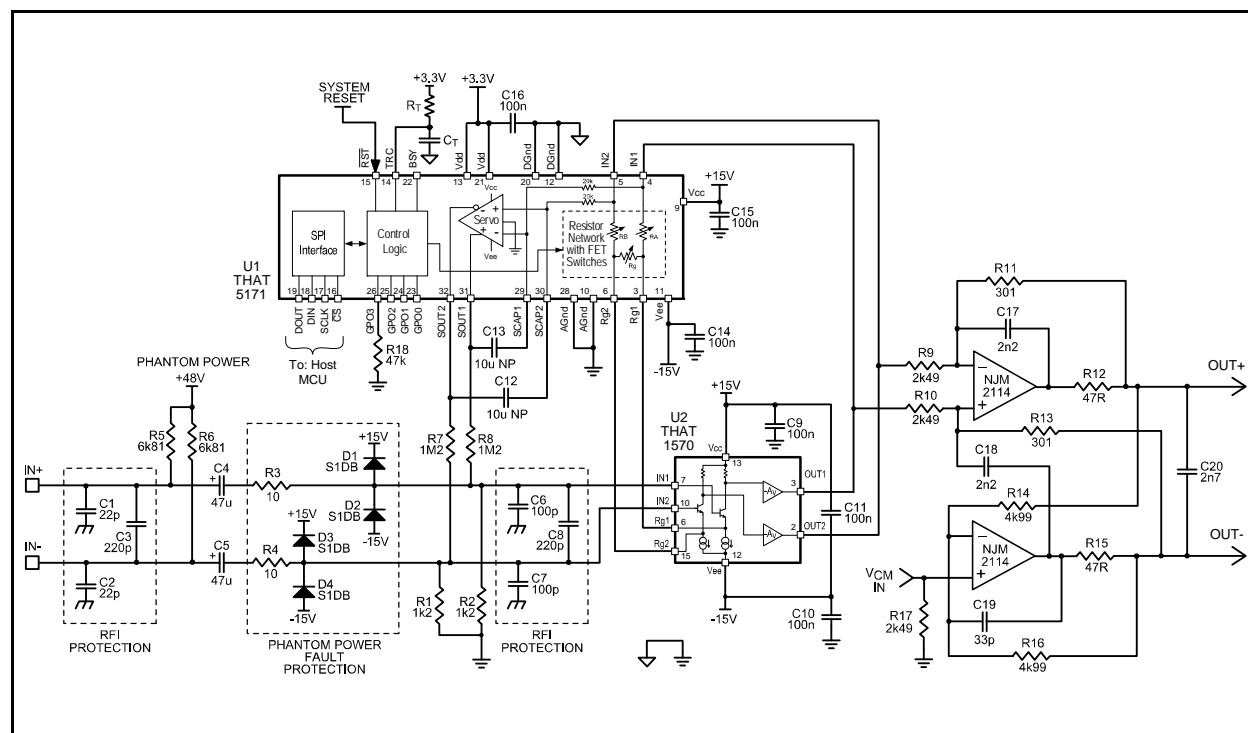 SYSTEM
RESET
+3.3V
RT
CT
+3.3V
C16
100n
RST
TRC
BSY
Vdd
Vdd
DGnd
DGnd
IN2
IN1
15
14
22
13
21
20
12
5
4
+15V
Vcc
9
C15
100n
SPI
Interface
Control
Logic
Vcc
Servo
Vee
20k
20k
Resistor
Network
with FET
Switches
RB
RA
Rg
U1
THAT
5171
19
18
17
16
26
25
24
23
32
31
29
30
28
10
6
3
11
DOUT
DIN
SCLK
CS
GPO3
GPO2
GPO1
GPO0
SOUT2
SOUT1
SCAP1
SCAP2
AGnd
AGnd
Rg2
Rg1
Vee
To: Host
MCU
R18
47k
C13
10u NP
C12
10u NP
C14
100n
-15V
PHANTOM POWER
+48V
R5
6k81
R6
6k81
IN+
IN-
C1
22p
C2
22p
C3
220p
RFI
PROTECTION
C4
47u
C5
47u
R3
10
R4
10
+15V
D1
S1DB
D2
S1DB
-15V
+15V
D3
S1DB
D4
S1DB
-15V
PHANTOM POWER
FAULT
PROTECTION
R7
1M2
R8
1M2
R1
1k2
R2
1k2
C6
100p
C7
100p
C8
220p
RFI
PROTECTION
U2
THAT
1570
+15V
C9
100n
Vcc
13
IN1
7
IN2
10
Rg1
6
Rg2
15
-Av
-Av
3
OUT1
2
OUT2
12
Vee
-15V
C11
100n
C10
100n
R9
2k49
R10
2k49
R11
301
C17
2n2
NJM
2114
R12
47R
R13
301
C18
2n2
R14
4k99
OUT+
C20
2n7
NJM
2114
R15
47R
OUT-
VCM
IN
R17
2k49
C19
33p
R16
4k99